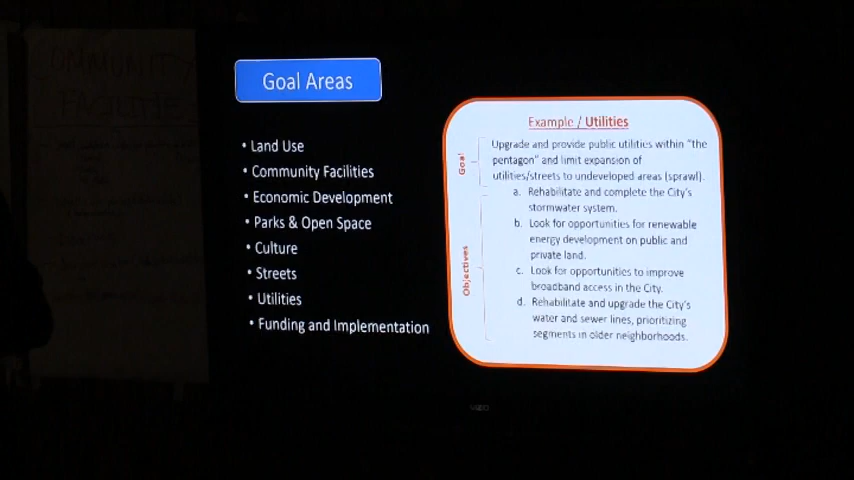 COMMUNITY
FACILITIES
Goal Areas
• Land Use
• Community Facilities
• Economic Development
• Parks & Open Space
• Culture
• Streets
• Utilities
• Funding and Implementation
Example / Utilities
Goal
Upgrade and provide public utilities within “the
pentagon” and limit expansion of
utilities/streets to undeveloped areas (sprawl).
Objectives
a. Rehabilitate and complete the City's
stormwater system.
b. Look for opportunities for renewable
energy development on public and
private land.
c. Look for opportunities to improve
broadband access in the City.
d. Rehabilitate and upgrade the City's
water and sewer lines, prioritizing
segments in older neighborhoods.
VIZIO